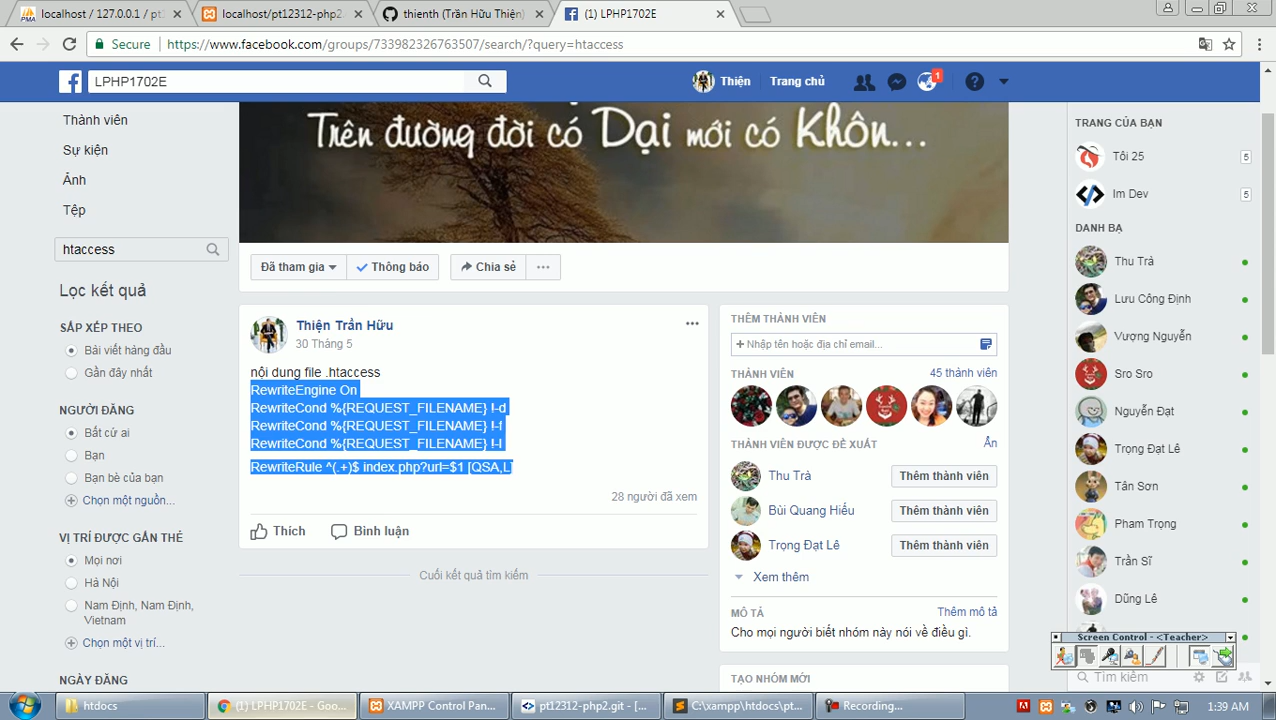 localhost / 127.0.0.1 / pt1
localhost/pt12312-php2
thienth (Trần Hữu Thiện)
(1) LPHP1702E
Secure
https://www.facebook.com/groups/733982326763507/search/?query=htaccess
LPHP1702E
Thiện
Trang chủ
1
Thành viên
Sự kiện
Ảnh
Tệp
htaccess
Trên đường đời có Dại mới có Khôn...
Đã tham gia
Thông báo
Chia sẻ
Lọc kết quả
SẮP XẾP THEO
Bài viết hàng đầu
Gần đây nhất
NGƯỜI ĐĂNG
Bất cứ ai
Bạn
Bạn bè của bạn
Chọn một nguồn...
VỊ TRÍ ĐƯỢC GẮN THẺ
Mọi nơi
Hà Nội
Nam Định, Nam Định,
Vietnam
Chọn một vị trí...
NGÀY ĐĂNG
Thiện Trần Hữu
30 Tháng 5
nội dung file .htaccess
RewriteEngine On
RewriteCond %{REQUEST_FILENAME} !-d
RewriteCond %{REQUEST_FILENAME} !-f
RewriteCond %{REQUEST_FILENAME} !-l
RewriteRule ^(.+)$ index.php?url=$1 [QSA,L]
28 người đã xem
Thích
Bình luận
Cuối kết quả tìm kiếm
THÊM THÀNH VIÊN
+ Nhập tên hoặc địa chỉ email...
THÀNH VIÊN
45 thành viên
THÀNH VIÊN ĐƯỢC ĐỀ XUẤT
Ẩn
Thu Trà
Thêm thành viên
Bùi Quang Hiếu
Thêm thành viên
Trọng Đạt Lê
Thêm thành viên
Xem thêm
MÔ TẢ
Thêm mô tả
Cho mọi người biết nhóm này nói về điều gì.
TẠO NHÓM MỚI
TRANG CỦA BẠN
Tôi 25
5
Im Dev
5
DANH BẠ
Thu Trà
Lưu Công Định
Vượng Nguyễn
Sro Sro
Nguyễn Đạt
Trọng Đạt Lê
Tân Sơn
Pham Trọng
Trần Sĩ
Dũng Lê
Screen Control - <Teacher>
Tìm kiếm
htdocs
(1) LPHP1702E - Goo...
XAMPP Control Pan...
pt12312-php2.git - [...
C:\xampp\htdocs\pt...
Recording...
1:39 AM